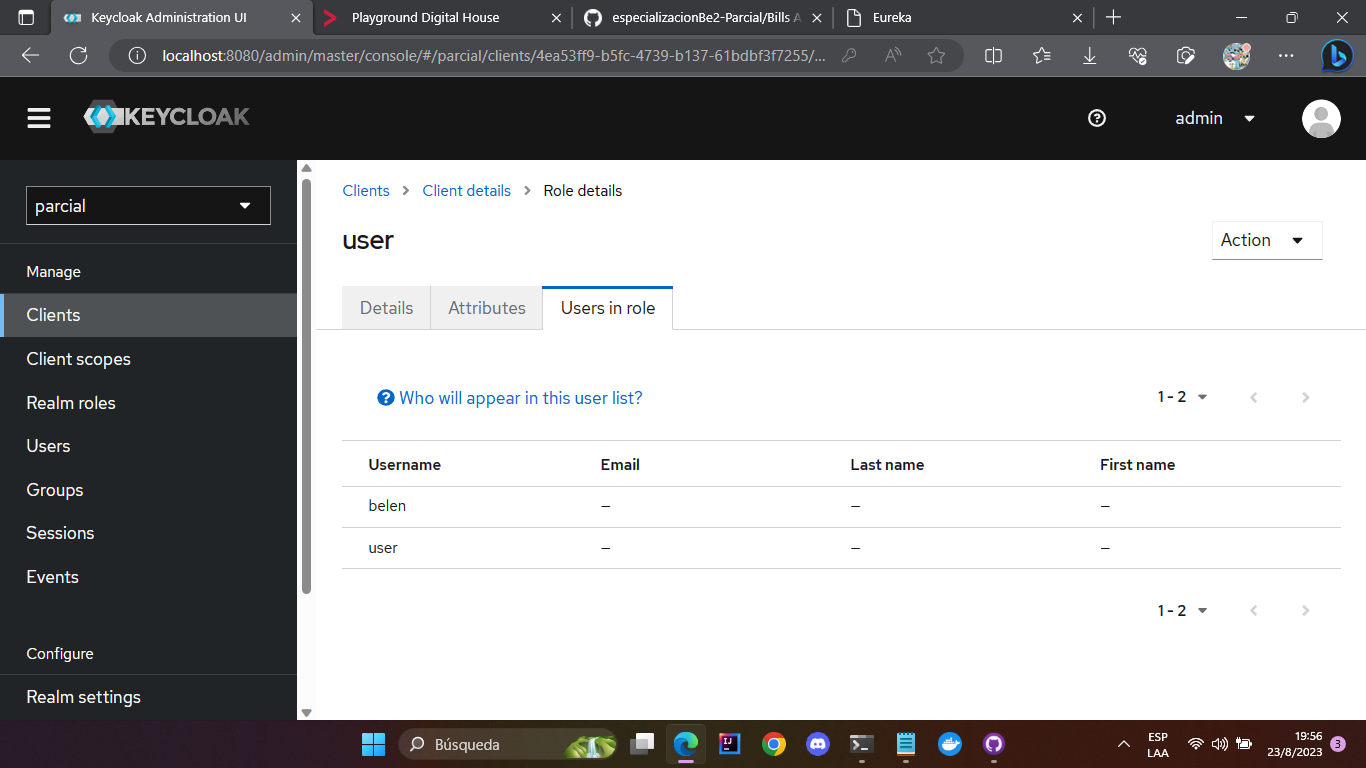 Keycloak Administration UI
Playground Digital House
especializacionBe2-Parcial/Bills A
Eureka
localhost:8080/admin/master/console/#/parcial/clients/4ea53ff9-b5fc-4739-b137-61bdbf3f7255/...
KEYCLOAK
admin
parcial
Manage
Clients
Client scopes
Realm roles
Users
Groups
Sessions
Events
Configure
Realm settings
Clients > Client details > Role details
user
Action
Details
Attributes
Users in role
Who will appear in this user list?
1 - 2
Username Email Last name First name
belen — — —
user — — —
1 - 2
Búsqueda
ESP
LAA
19:56
23/8/2023
3